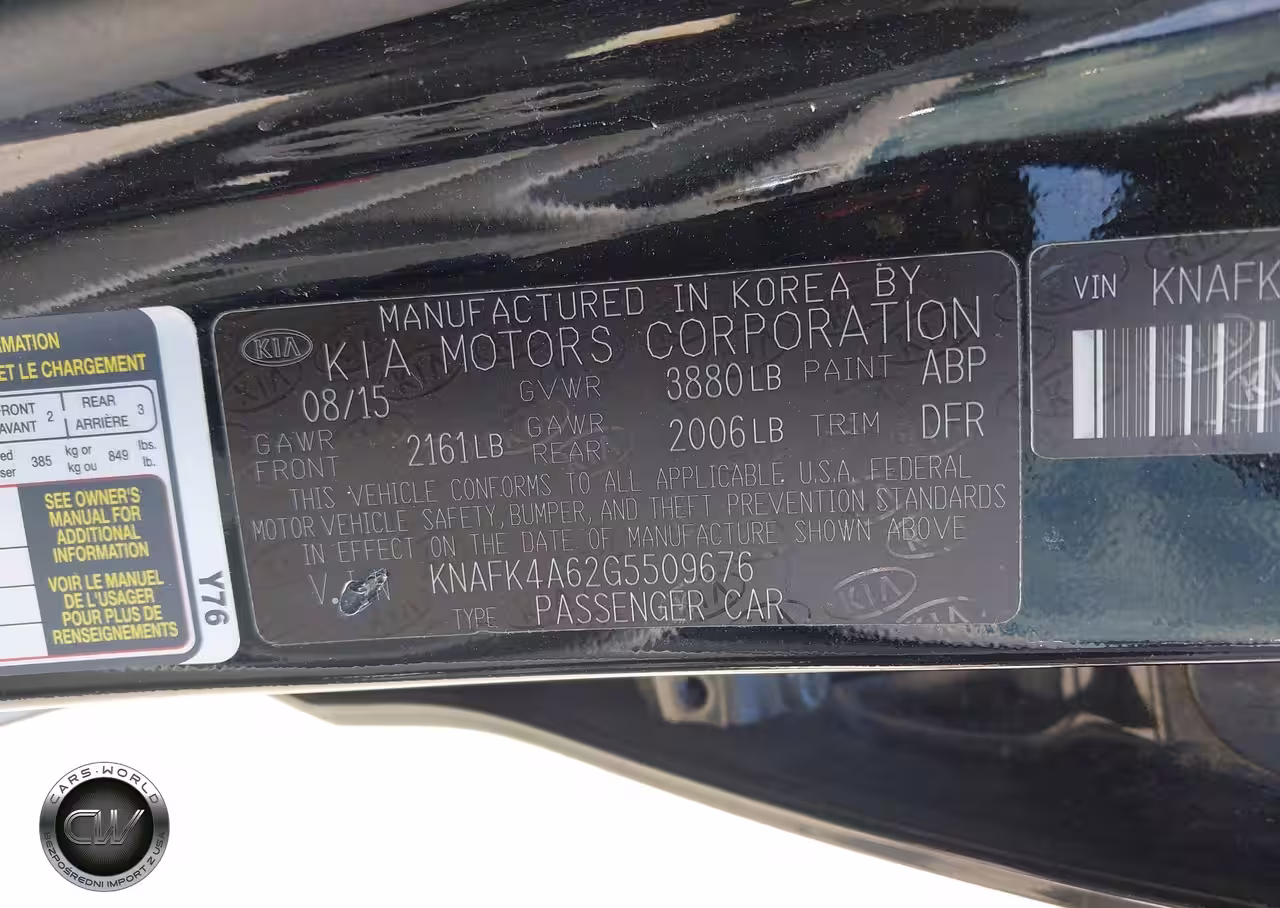 MATION
ET LE CHARGEMENT
FRONT 2 REAR 3
AVANT ARRIÈRE
385 kg or 849 lbs.
kg ou lb.
SEE OWNER'S
MANUAL FOR
ADDITIONAL
INFORMATION
VOIR LE MANUEL
DE L'USAGER
POUR PLUS DE
RENSEIGNEMENTS
Y76
KIA
MANUFACTURED IN KOREA BY
KIA MOTORS CORPORATION
08/15 GVWR 3880LB PAINT ABP
GAWR FRONT 2161LB GAWR REAR 2006LB TRIM DFR
THIS VEHICLE CONFORMS TO ALL APPLICABLE U.S.A. FEDERAL
MOTOR VEHICLE SAFETY, BUMPER, AND THEFT PREVENTION STANDARDS
IN EFFECT ON THE DATE OF MANUFACTURE SHOWN ABOVE
V.I.N KNAFK4A62G5509676
TYPE PASSENGER CAR
KIA
VIN KNAFK
CARS·WORLD
CW
BEZPOŚREDNI IMPORT Z USA